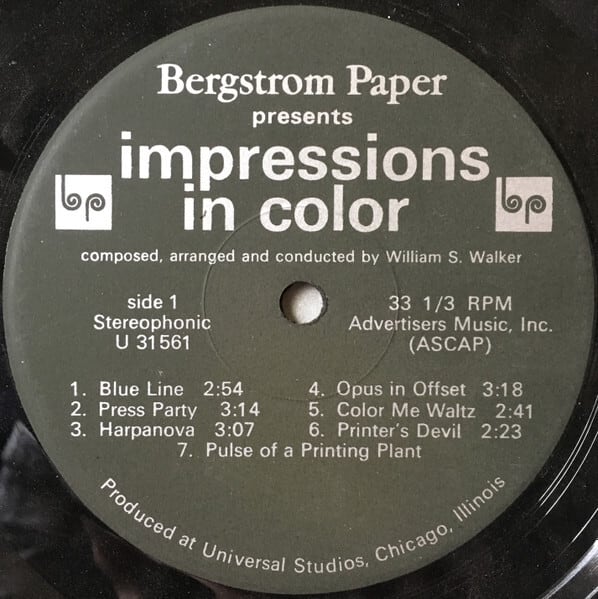 Bergstrom Paper
presents
impressions
in color
bp
bp
composed, arranged and conducted by William S. Walker
side 1
Stereophonic
U 31561
33 1/3 RPM
Advertisers Music, Inc.
(ASCAP)
1. Blue Line 2:54
2. Press Party 3:14
3. Harpanova 3:07
4. Opus in Offset 3:18
5. Color Me Waltz 2:41
6. Printer's Devil 2:23
7. Pulse of a Printing Plant
Produced at Universal Studios, Chicago, Illinois